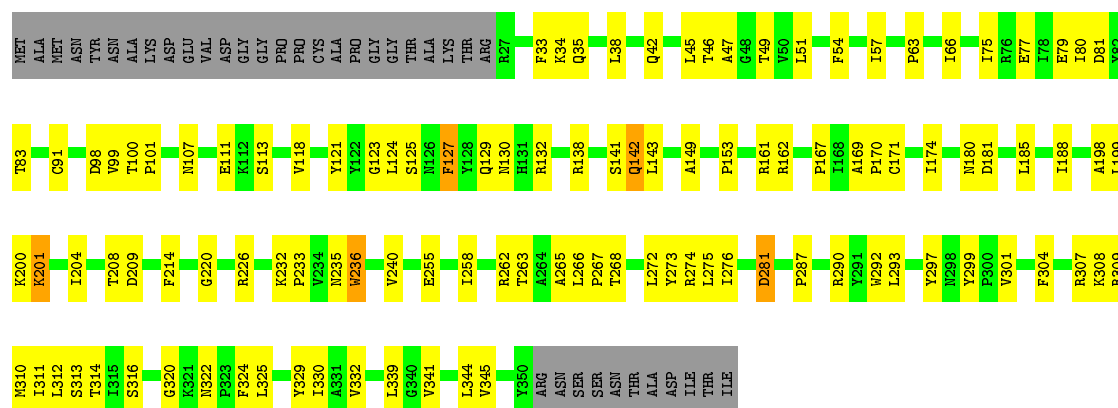 MET ALA MET ASN TYR ASN ALA LYS ASP GLU VAL ASP GLY GLY PRO PRO CYS ALA PRO GLY GLY THR ALA LYS THR ARG R27 F33 K34 Q35 L38 Q42 L45 T46 A47 G48 T49 V50 L51 F54 I57 P63 I66 I75 R76 E77 I78 E79 I80 D81 Y82
T83 C91 D98 V99 T100 P101 N107 E111 K112 S113 V118 Y121 Y122 G123 L124 S125 N126 F127 Y128 Q129 N130 H131 R132 R138 S141 Q142 L143 A149 P153 R161 R162 P167 I168 A169 P170 C171 I174 N180 D181 L185 I188 A198 L199
K200 K201 I204 T208 D209 F214 G220 R226 K232 P233 V234 N235 W236 V240 E255 I258 R262 T263 A264 A265 L266 P267 T268 L272 Y273 R274 L275 I276 D281 P287 R290 Y291 W292 L293 Y297 N298 Y299 P300 V301 F304 R307 K308 R309
M310 I311 L312 S313 T314 I315 S316 G320 K321 N322 P323 F324 L325 Y329 I330 A331 V332 L339 G340 V341 L344 V345 Y350 ARG ASN SER SER ASN THR ALA ASP ILE THR ILE